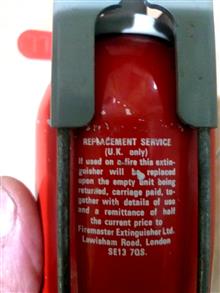 REPLACEMENT SERVICE
(U.K. only)
If used on a fire this extin-
guisher will be replaced
upon the empty unit being
returned, carriage paid, to-
gether with details of use
and a remittance of half
the current price to
Firemaster Extinguisher Ltd.
Lewisham Road, London
SE13 7QS.